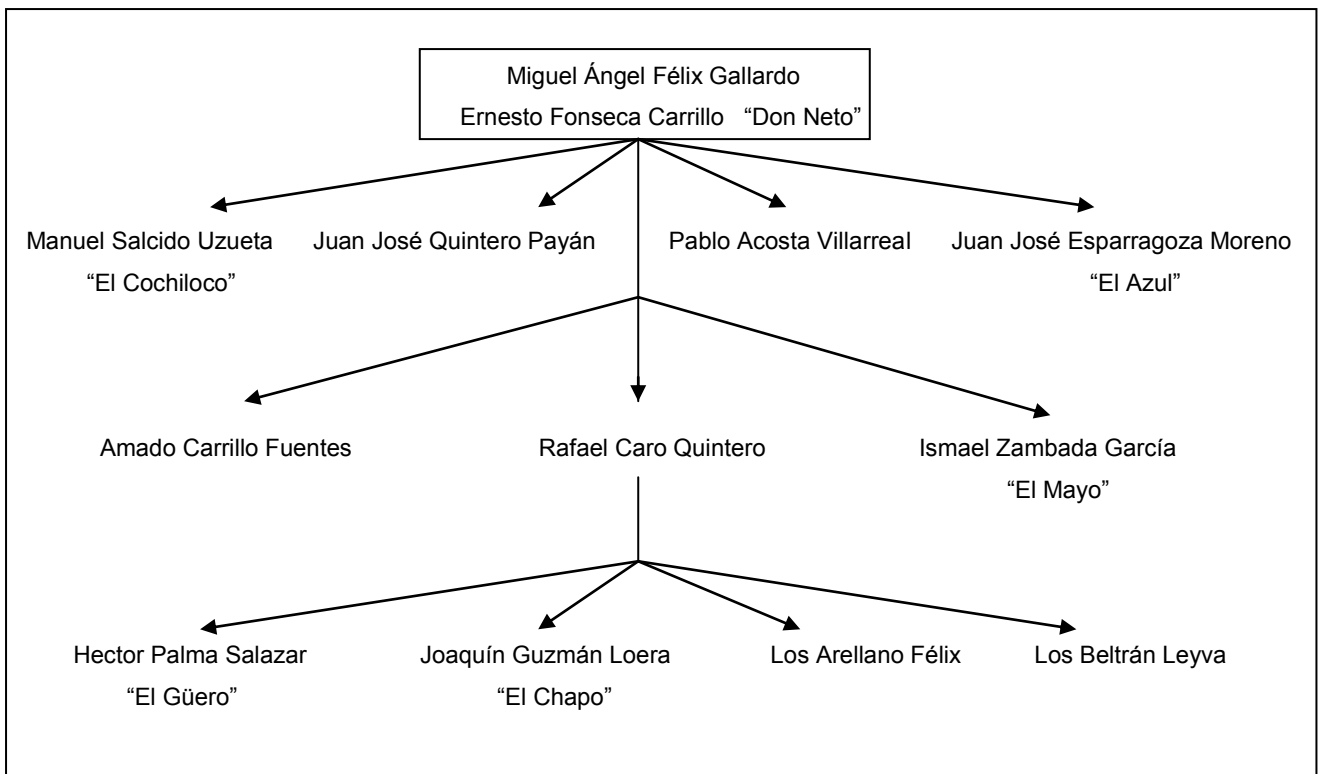 Miguel Ángel Félix Gallardo
Ernesto Fonseca Carrillo “Don Neto”
Manuel Salcido Uzueta Juan José Quintero Payán Pablo Acosta Villarreal Juan José Esparragoza Moreno
“El Cochiloco” “El Azul”
Amado Carrillo Fuentes Rafael Caro Quintero Ismael Zambada García
“El Mayo”
Hector Palma Salazar Joaquín Guzmán Loera Los Arellano Félix Los Beltrán Leyva
“El Güero” “El Chapo”